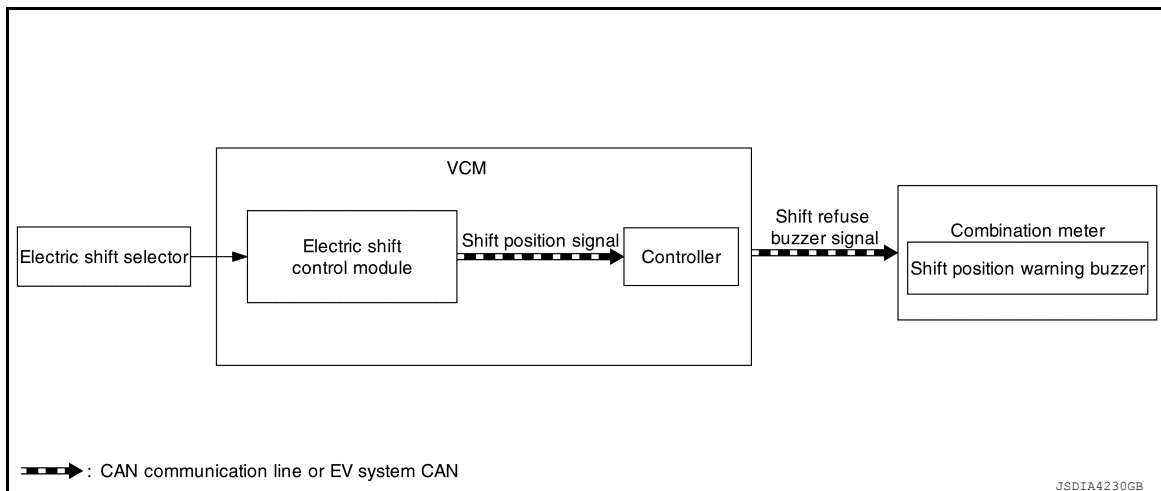 VCM
Electric shift selector
Electric shift
control module
Shift position signal
Controller
Shift refuse
buzzer signal
Combination meter
Shift position warning buzzer
: CAN communication line or EV system CAN
JSDIA4230GB